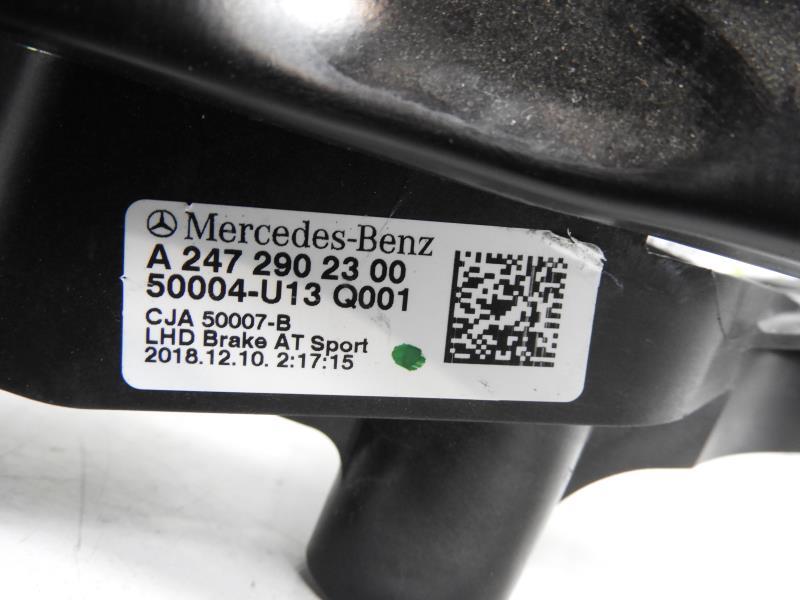 Mercedes-Benz
A 247 290 23 00
50004-U13 Q001
CJA 50007-B
LHD Brake AT Sport
2018.12.10. 2:17:15